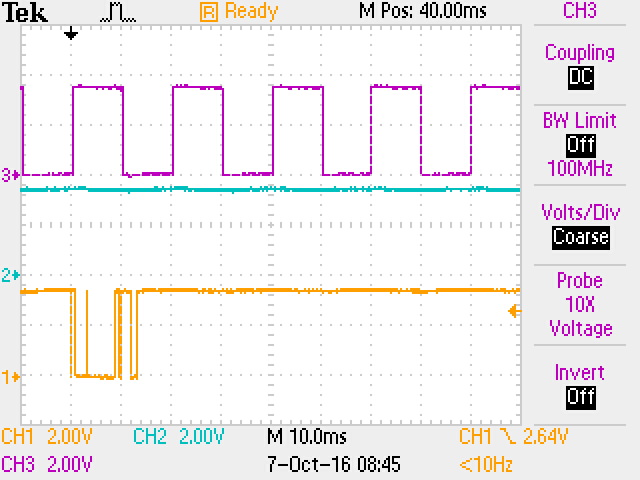 Tek R Ready M Pos: 40.00ms CH3
Coupling
DC
BW Limit
Off
100MHz
3
Volts/Div
Coarse
2
Probe
10X
Voltage
Invert
1
Off
CH1 2.00V CH2 2.00V M 10.0ms CH1 2.64V
CH3 2.00V 7-Oct-16 08:45 <10Hz